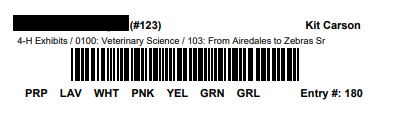 (#123) Kit Carson
4-H Exhibits / 0100: Veterinary Science / 103: From Airedales to Zebras Sr
PRP LAV WHT PNK YEL GRN GRL Entry #: 180